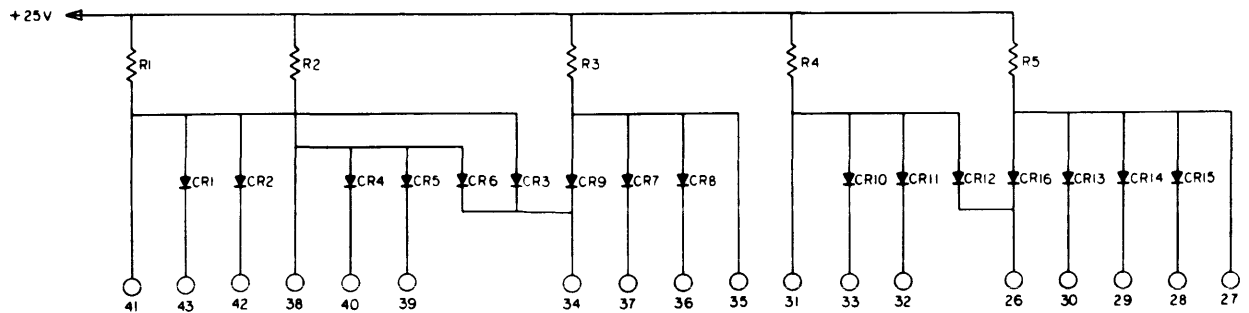 +25V
R1 R2 R3 R4 R5
CR1 CR2 CR4 CR5 CR6 CR3 CR9 CR7 CR8 CR10 CR11 CR12 CR16 CR13 CR14 CR15
41 43 42 38 40 39 34 37 36 35 31 33 32 26 30 29 28 27